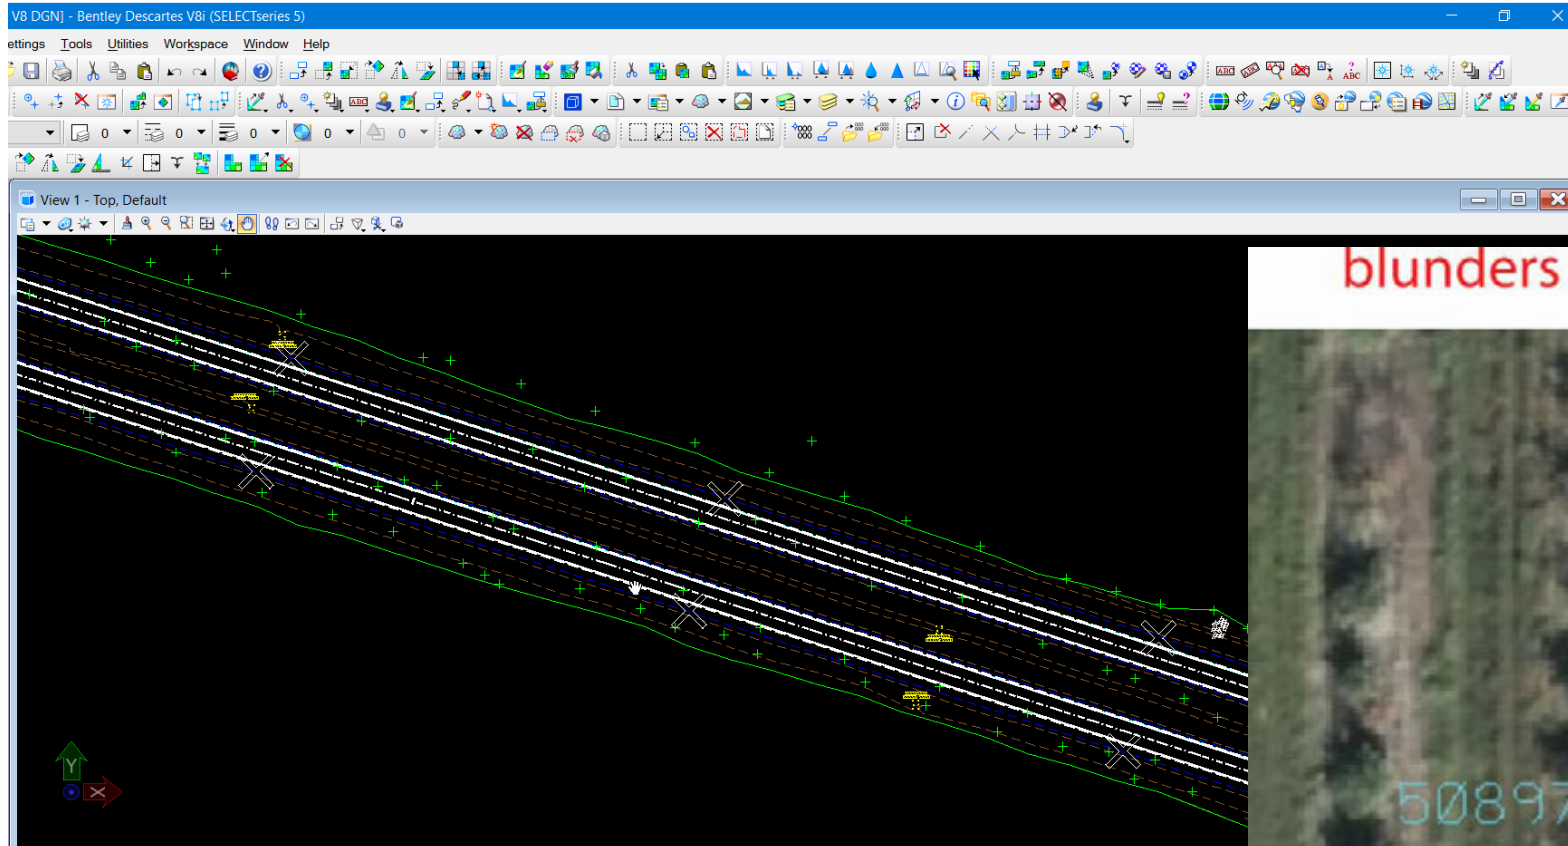 V8 DGN] - Bentley Descartes V8i (SELECTseries 5)
ettings Tools Utilities Workspace Window Help
0 0 0 0 0
View 1 - Top, Default
blunders
Y
X
50897